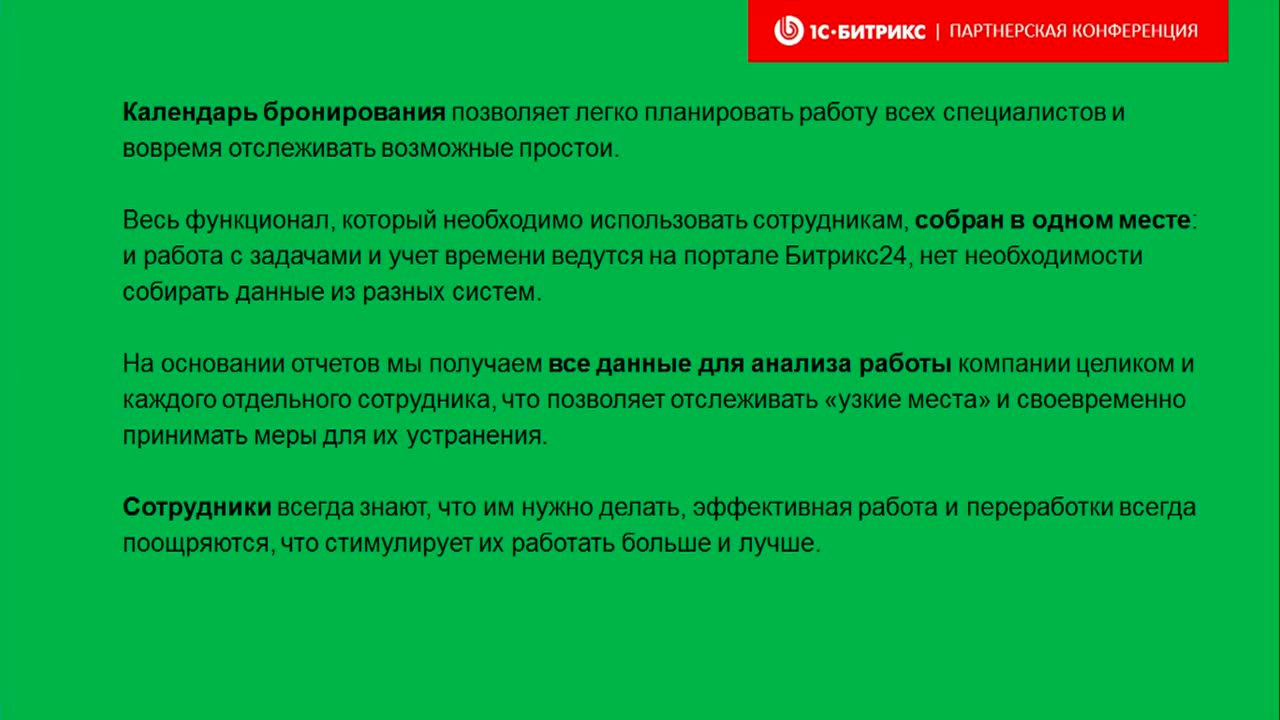 1С•БИТРИКС | ПАРТНЕРСКАЯ КОНФЕРЕНЦИЯ
Календарь бронирования позволяет легко планировать работу всех специалистов и
вовремя отслеживать возможные простои.
Весь функционал, который необходимо использовать сотрудникам, собран в одном месте:
и работа с задачами и учет времени ведутся на портале Битрикс24, нет необходимости
собирать данные из разных систем.
На основании отчетов мы получаем все данные для анализа работы компании целиком и
каждого отдельного сотрудника, что позволяет отслеживать «узкие места» и своевременно
принимать меры для их устранения.
Сотрудники всегда знают, что им нужно делать, эффективная работа и переработки всегда
поощряются, что стимулирует их работать больше и лучше.